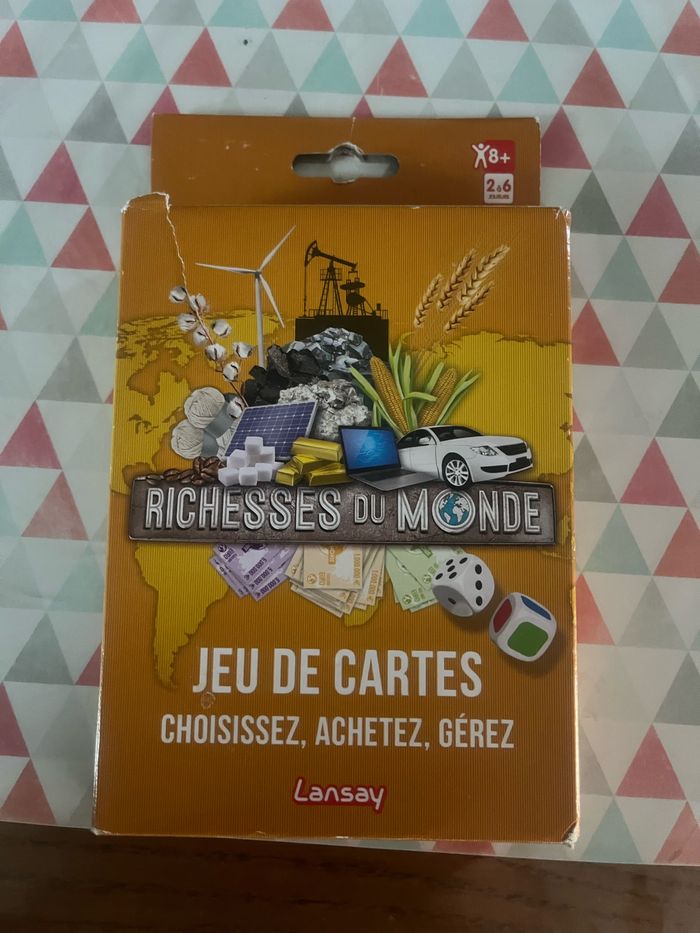 8+
2 à 6
RICHESSES DU MONDE
JEU DE CARTES
CHOISISSEZ, ACHETEZ, GÉREZ
Lansay